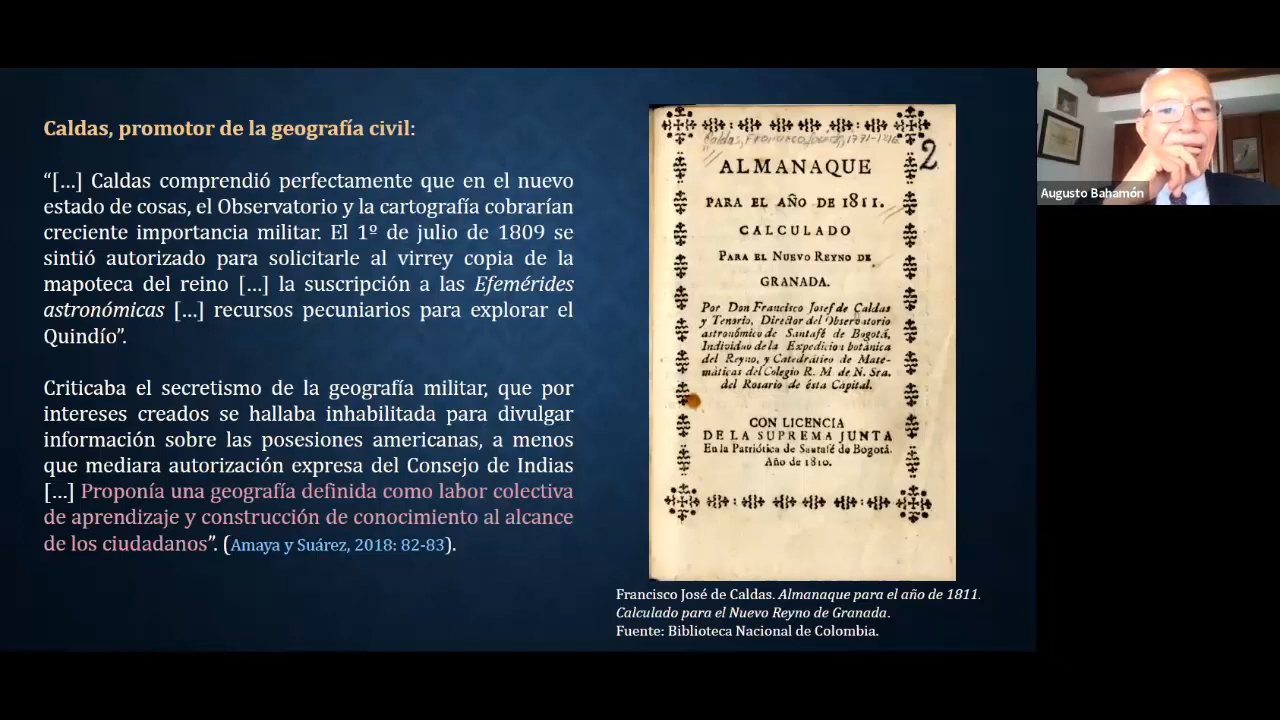 Caldas, promotor de la geografía civil:
“[…] Caldas comprendió perfectamente que en el nuevo
estado de cosas, el Observatorio y la cartografía cobrarían
creciente importancia militar. El 1º de julio de 1809 se
sintió autorizado para solicitarle al virrey copia de la
mapoteca del reino […] la suscripción a las Efemérides
astronómicas […] recursos pecuniarios para explorar el
Quindío”.
Criticaba el secretismo de la geografía militar, que por
intereses creados se hallaba inhabilitada para divulgar
información sobre las posesiones americanas, a menos
que mediara autorización expresa del Consejo de Indias
[…] Proponía una geografía definida como labor colectiva
de aprendizaje y construcción de conocimiento al alcance
de los ciudadanos”. (Amaya y Suárez, 2018: 82-83).
Caldas, Francisco José de, 1771-1816
2
ALMANAQUE
PARA EL AÑO DE 1811.
CALCULADO
PARA EL NUEVO REYNO DE
GRANADA.
Por Don Francisco Josef de Caldas
y Tenorio, Director del Observatorio
astronómico de Santafé de Bogotá,
Individuo de la Expedicion botánica
del Reyno, y Catedrático de Mate-
máticas del Colegio R. M. de N. Sra.
del Rosario de ésta Capital.
CON LICENCIA
DE LA SUPREMA JUNTA
En la Patriótica de Santafé de Bogotá.
Año de 1810.
Francisco José de Caldas. Almanaque para el año de 1811.
Calculado para el Nuevo Reyno de Granada.
Fuente: Biblioteca Nacional de Colombia.
Augusto Bahamón